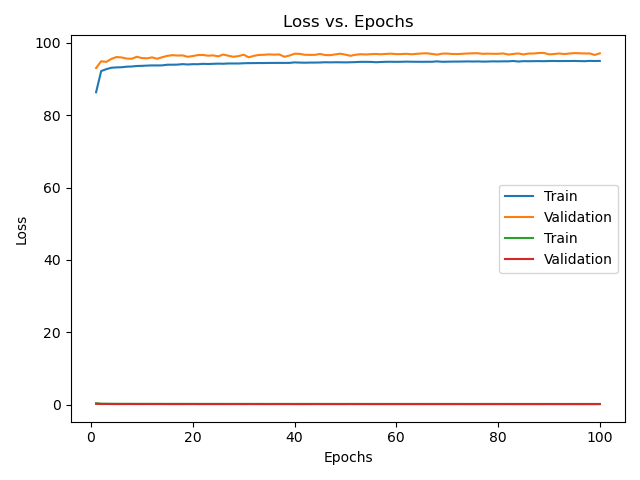 Loss vs. Epochs
100
80
60
40
20
0
Loss
Train
Validation
Train
Validation
0 20 40 60 80 100
Epochs